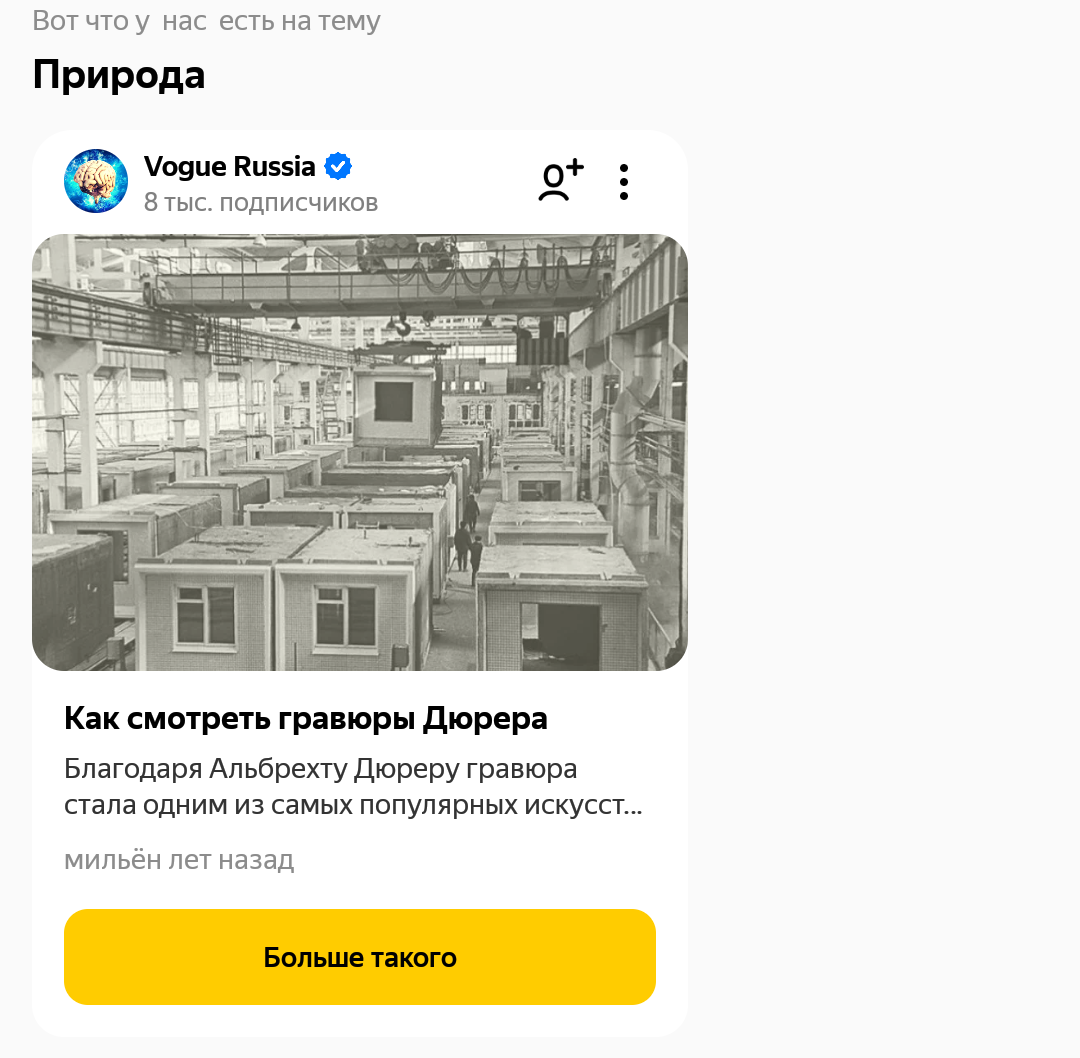 Вот что у нас есть на тему
Природа
Vogue Russia
8 тыс. подписчиков
Как смотреть гравюры Дюрера
Благодаря Альбрехту Дюреру гравюра
стала одним из самых популярных искусст...
мильён лет назад
Больше такого